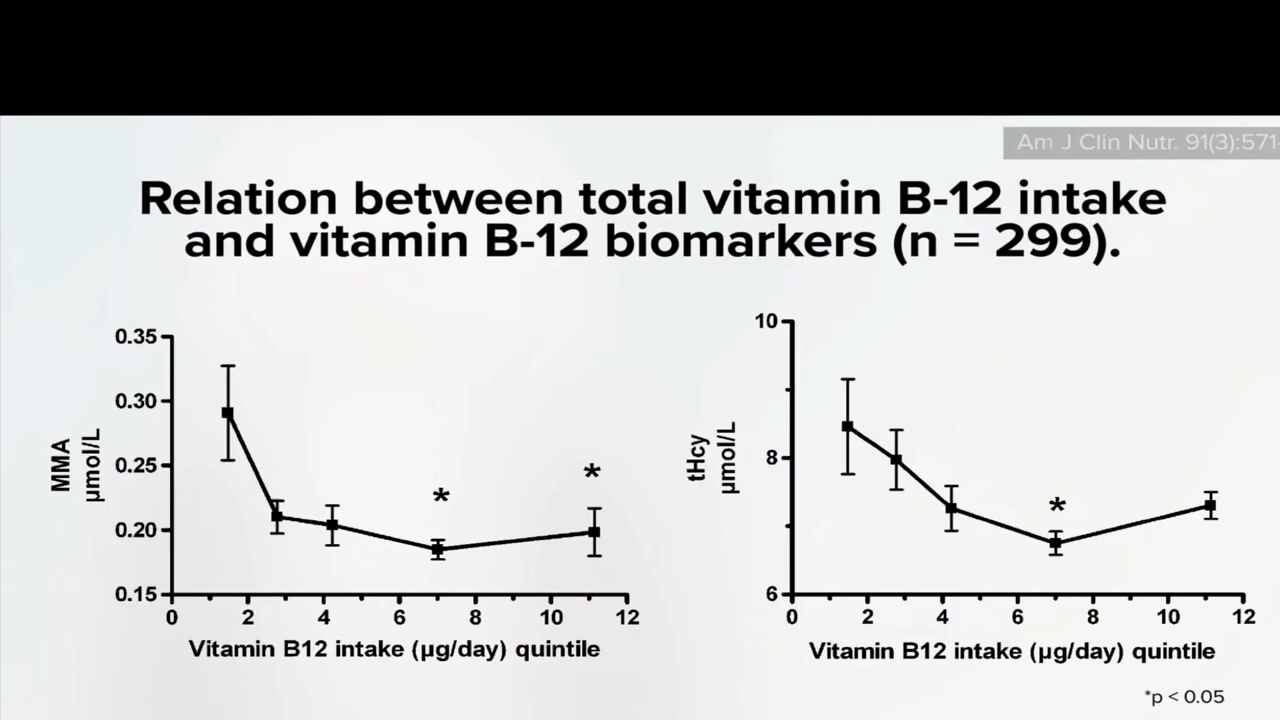 Am J Clin Nutr. 91(3):571-
Relation between total vitamin B-12 intake
and vitamin B-12 biomarkers (n = 299).
0.35
0.30
0.25
0.20
0.15
MMA
µmol/L
*
*
0 2 4 6 8 10 12
Vitamin B12 intake (µg/day) quintile
10
8
6
tHcy
µmol/L
*
0 2 4 6 8 10 12
Vitamin B12 intake (µg/day) quintile
*p < 0.05